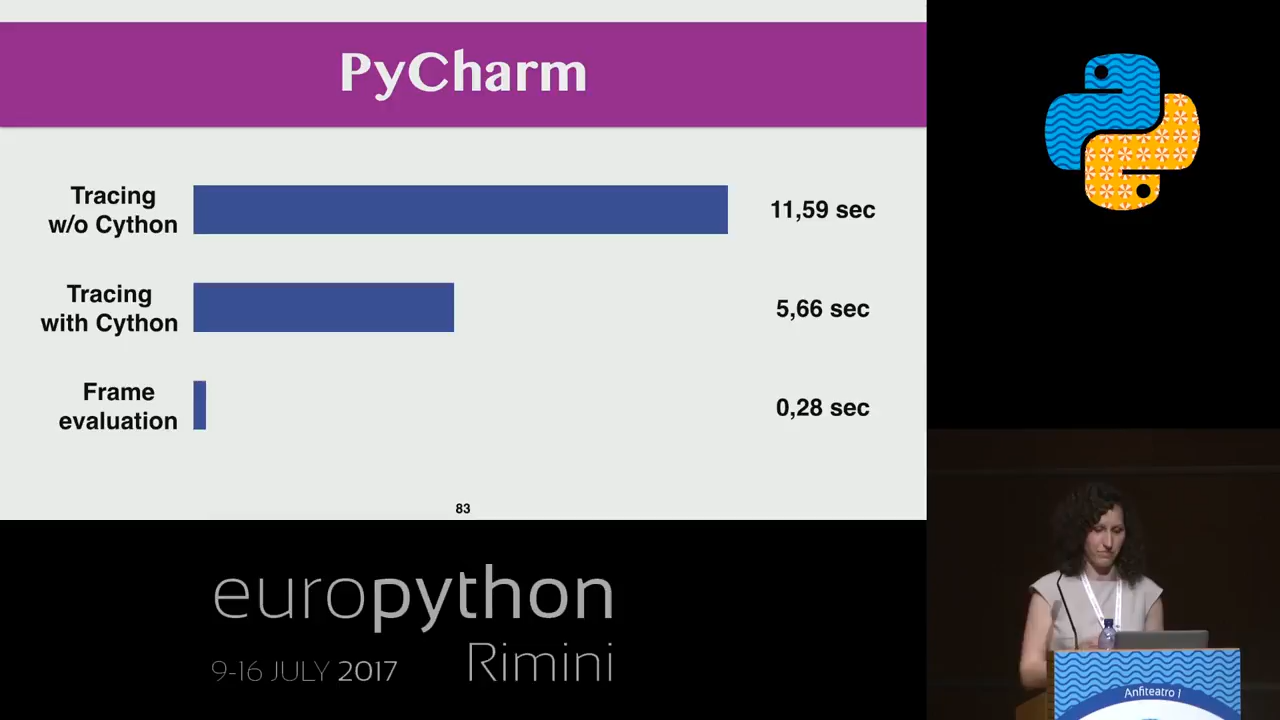 PyCharm
Tracing
w/o Cython
11,59 sec
Tracing
with Cython
5,66 sec
Frame
evaluation
0,28 sec
83
europython
Rimini
9-16 JULY 2017
Anfiteatro 1